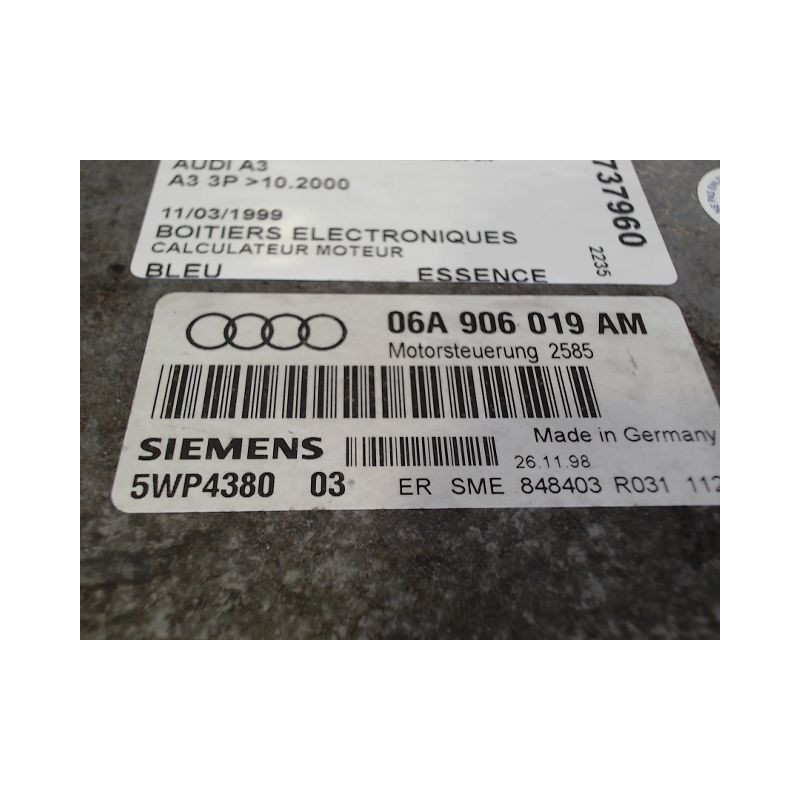 AUDI A3
A3 3P >10.2000
11/03/1999
BOITIERS ELECTRONIQUES
CALCULATEUR MOTEUR
BLEU ESSENCE
737960
2235
06A 906 019 AM
Motorsteuerung 2585
SIEMENS
Made in Germany
26.11.98
5WP4380 03
ER SME 848403 R031 112